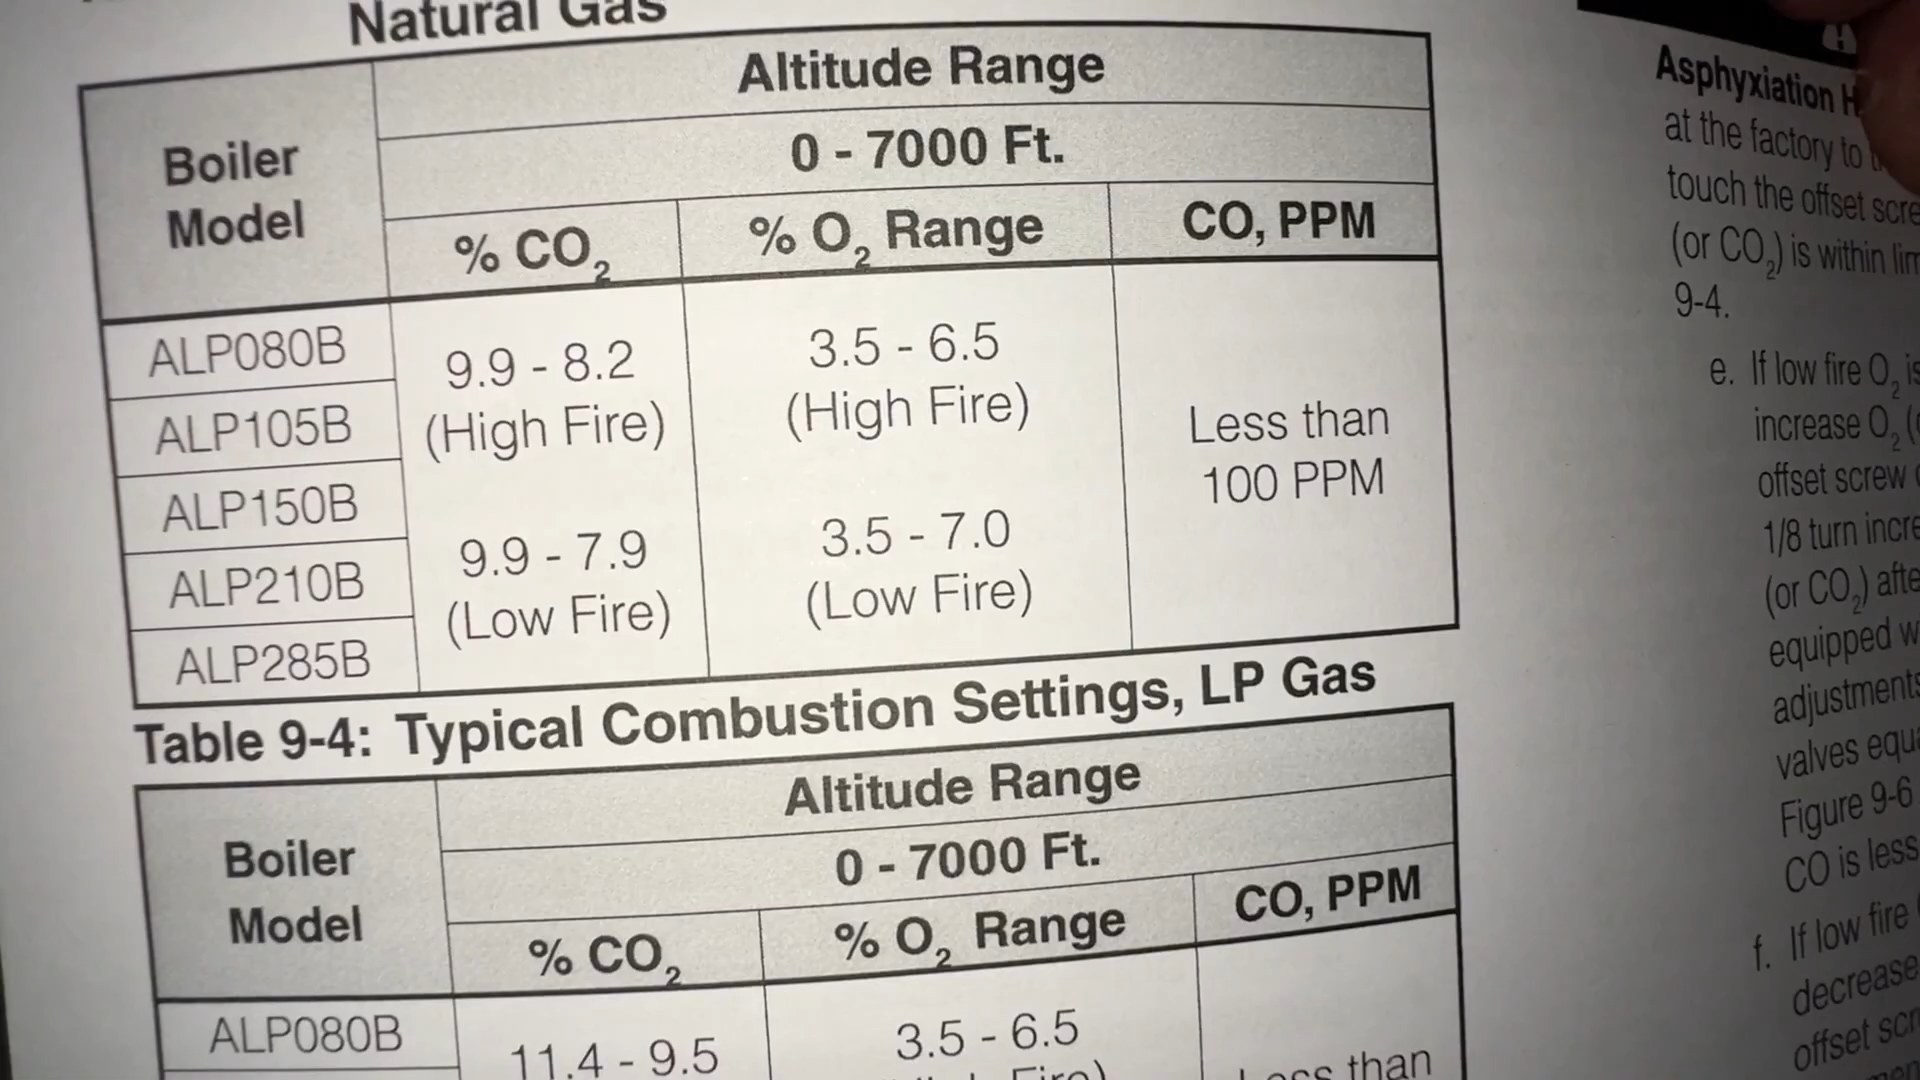 Natural Gas
Boiler
Model
Altitude Range
0 - 7000 Ft.
% CO2
% O2 Range
CO, PPM
ALP080B
ALP105B
ALP150B
ALP210B
ALP285B
9.9 - 8.2
(High Fire)
9.9 - 7.9
(Low Fire)
3.5 - 6.5
(High Fire)
3.5 - 7.0
(Low Fire)
Less than
100 PPM
Table 9-4: Typical Combustion Settings, LP Gas
Boiler
Model
Altitude Range
0 - 7000 Ft.
% CO2
% O2 Range
CO, PPM
ALP080B
11.4 - 9.5
3.5 - 6.5
Fire)
than
Asphyxiation
at the factory to
touch the offset
(or CO2) is within
9-4.
e. If low fire O2
increase O2
offset screw
1/8 turn
(or CO2)
equipped
adjustments
valves
Figure 9-6
CO is less
f. If low fire
decrease
offset